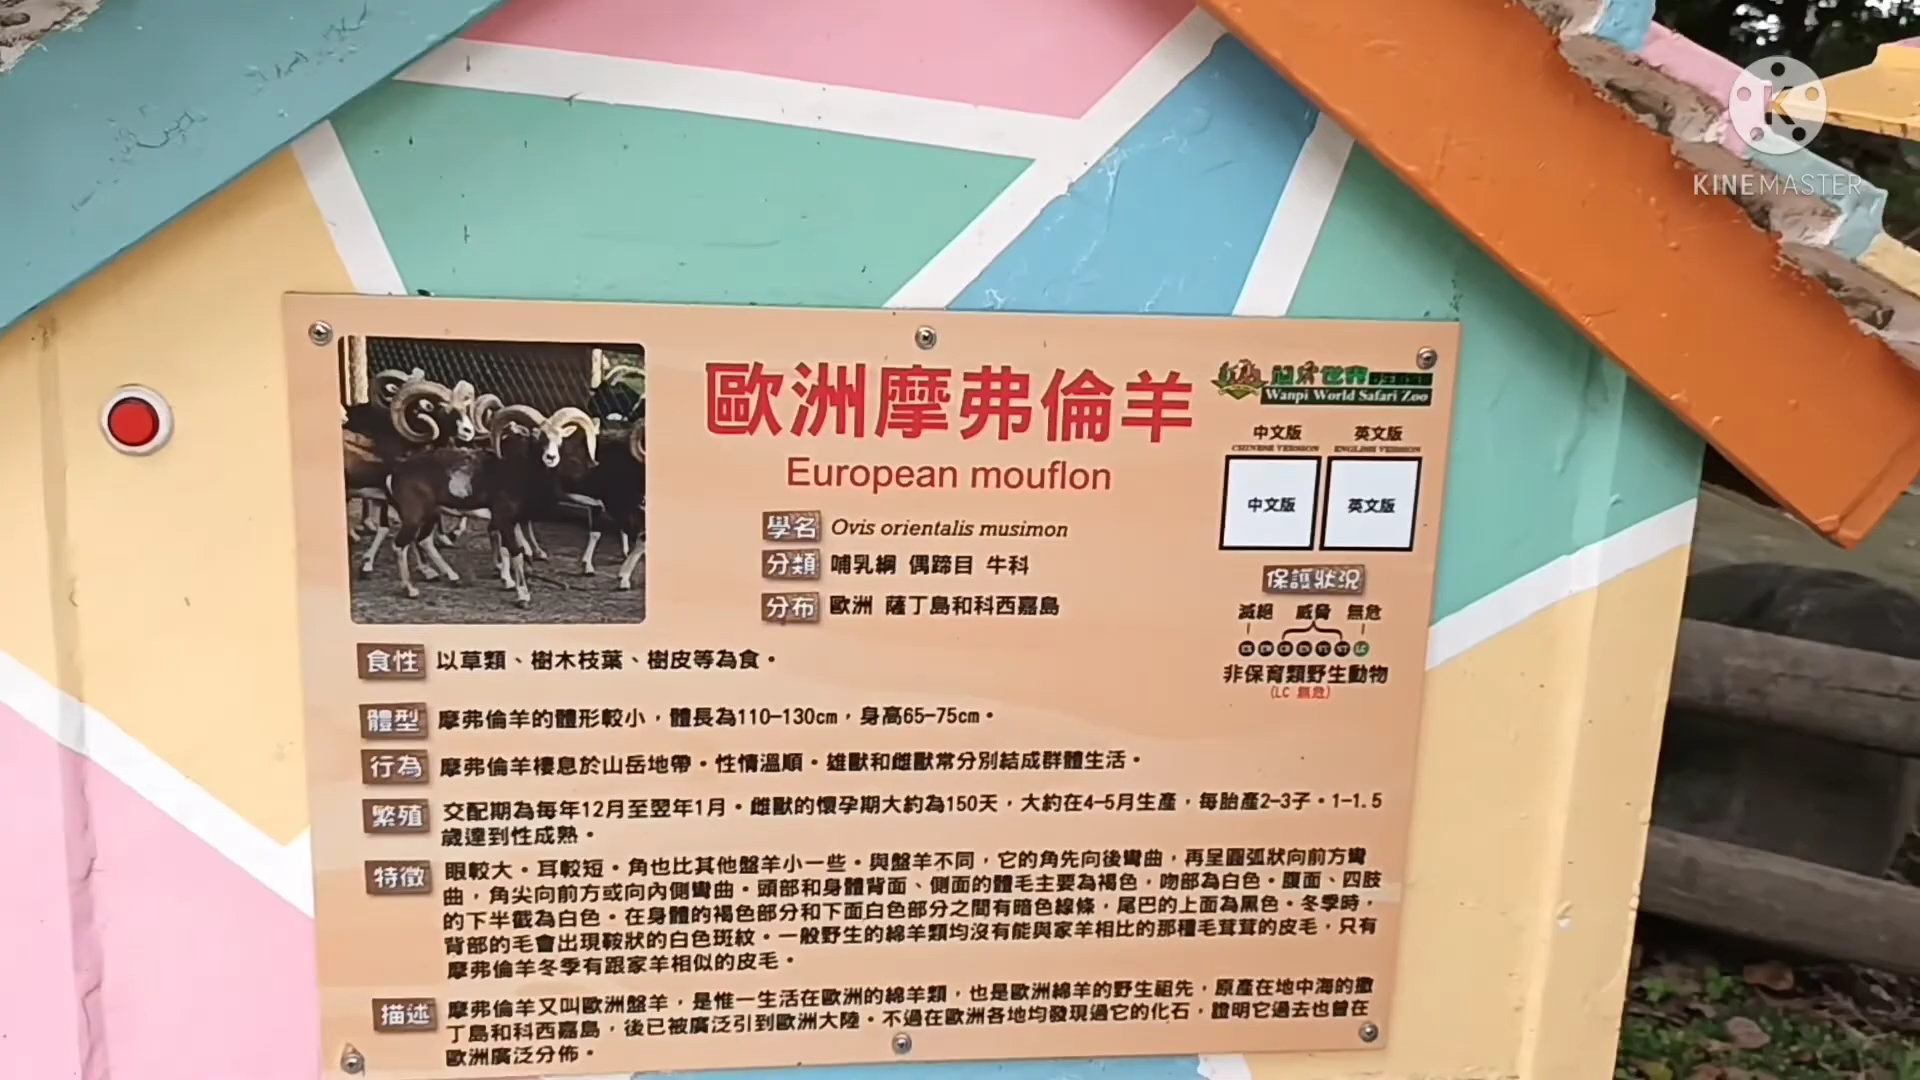 KINEMASTER
歐洲摩弗倫羊
European mouflon
世界
Wanpi World Safari Zoo
中文版 英文版
CHINESE VERSION ENGLISH VERSION
中文版 英文版
學名 Ovis orientalis musimon
分類 哺乳綱 偶蹄目 牛科
分布 歐洲 薩丁島和科西嘉島
保護狀況
滅絕 威脅 無危
非保育類野生動物
(LC 無危)
食性 以草類、樹木枝葉、樹皮等為食。
體型 摩弗倫羊的體形較小，體長為110-130cm，身高65-75cm。
行為 摩弗倫羊棲息於山岳地帶。性情溫順。雄獸和雌獸常分別結成群體生活。
繁殖 交配期為每年12月至翌年1月。雌獸的懷孕期大約為150天，大約在4-5月生產，每胎產2-3子。1-1.5
歲達到性成熟。
特徵 眼較大。耳較短。角也比其他盤羊小一些。與盤羊不同，它的角先向後彎曲，再呈圓弧狀向前方彎
曲，角尖向前方或向內側彎曲。頭部和身體背面、側面的體毛主要為褐色，吻部為白色。腹面、四肢
的下半截為白色。在身體的褐色部分和下面白色部分之間有暗色線條，尾巴的上面為黑色。冬季時，
背部的毛會出現鞍狀的白色斑紋。一般野生的綿羊類均沒有能與家羊相比的那種毛茸茸的皮毛，只有
摩弗倫羊冬季有跟家羊相似的皮毛。
描述 摩弗倫羊又叫歐洲盤羊，是惟一生活在歐洲的綿羊類，也是歐洲綿羊的野生祖先，原產在地中海的撒
丁島和科西嘉島，後已被廣泛引到歐洲大陸。不過在歐洲各地均發現過它的化石，證明它過去也曾在
歐洲廣泛分佈。